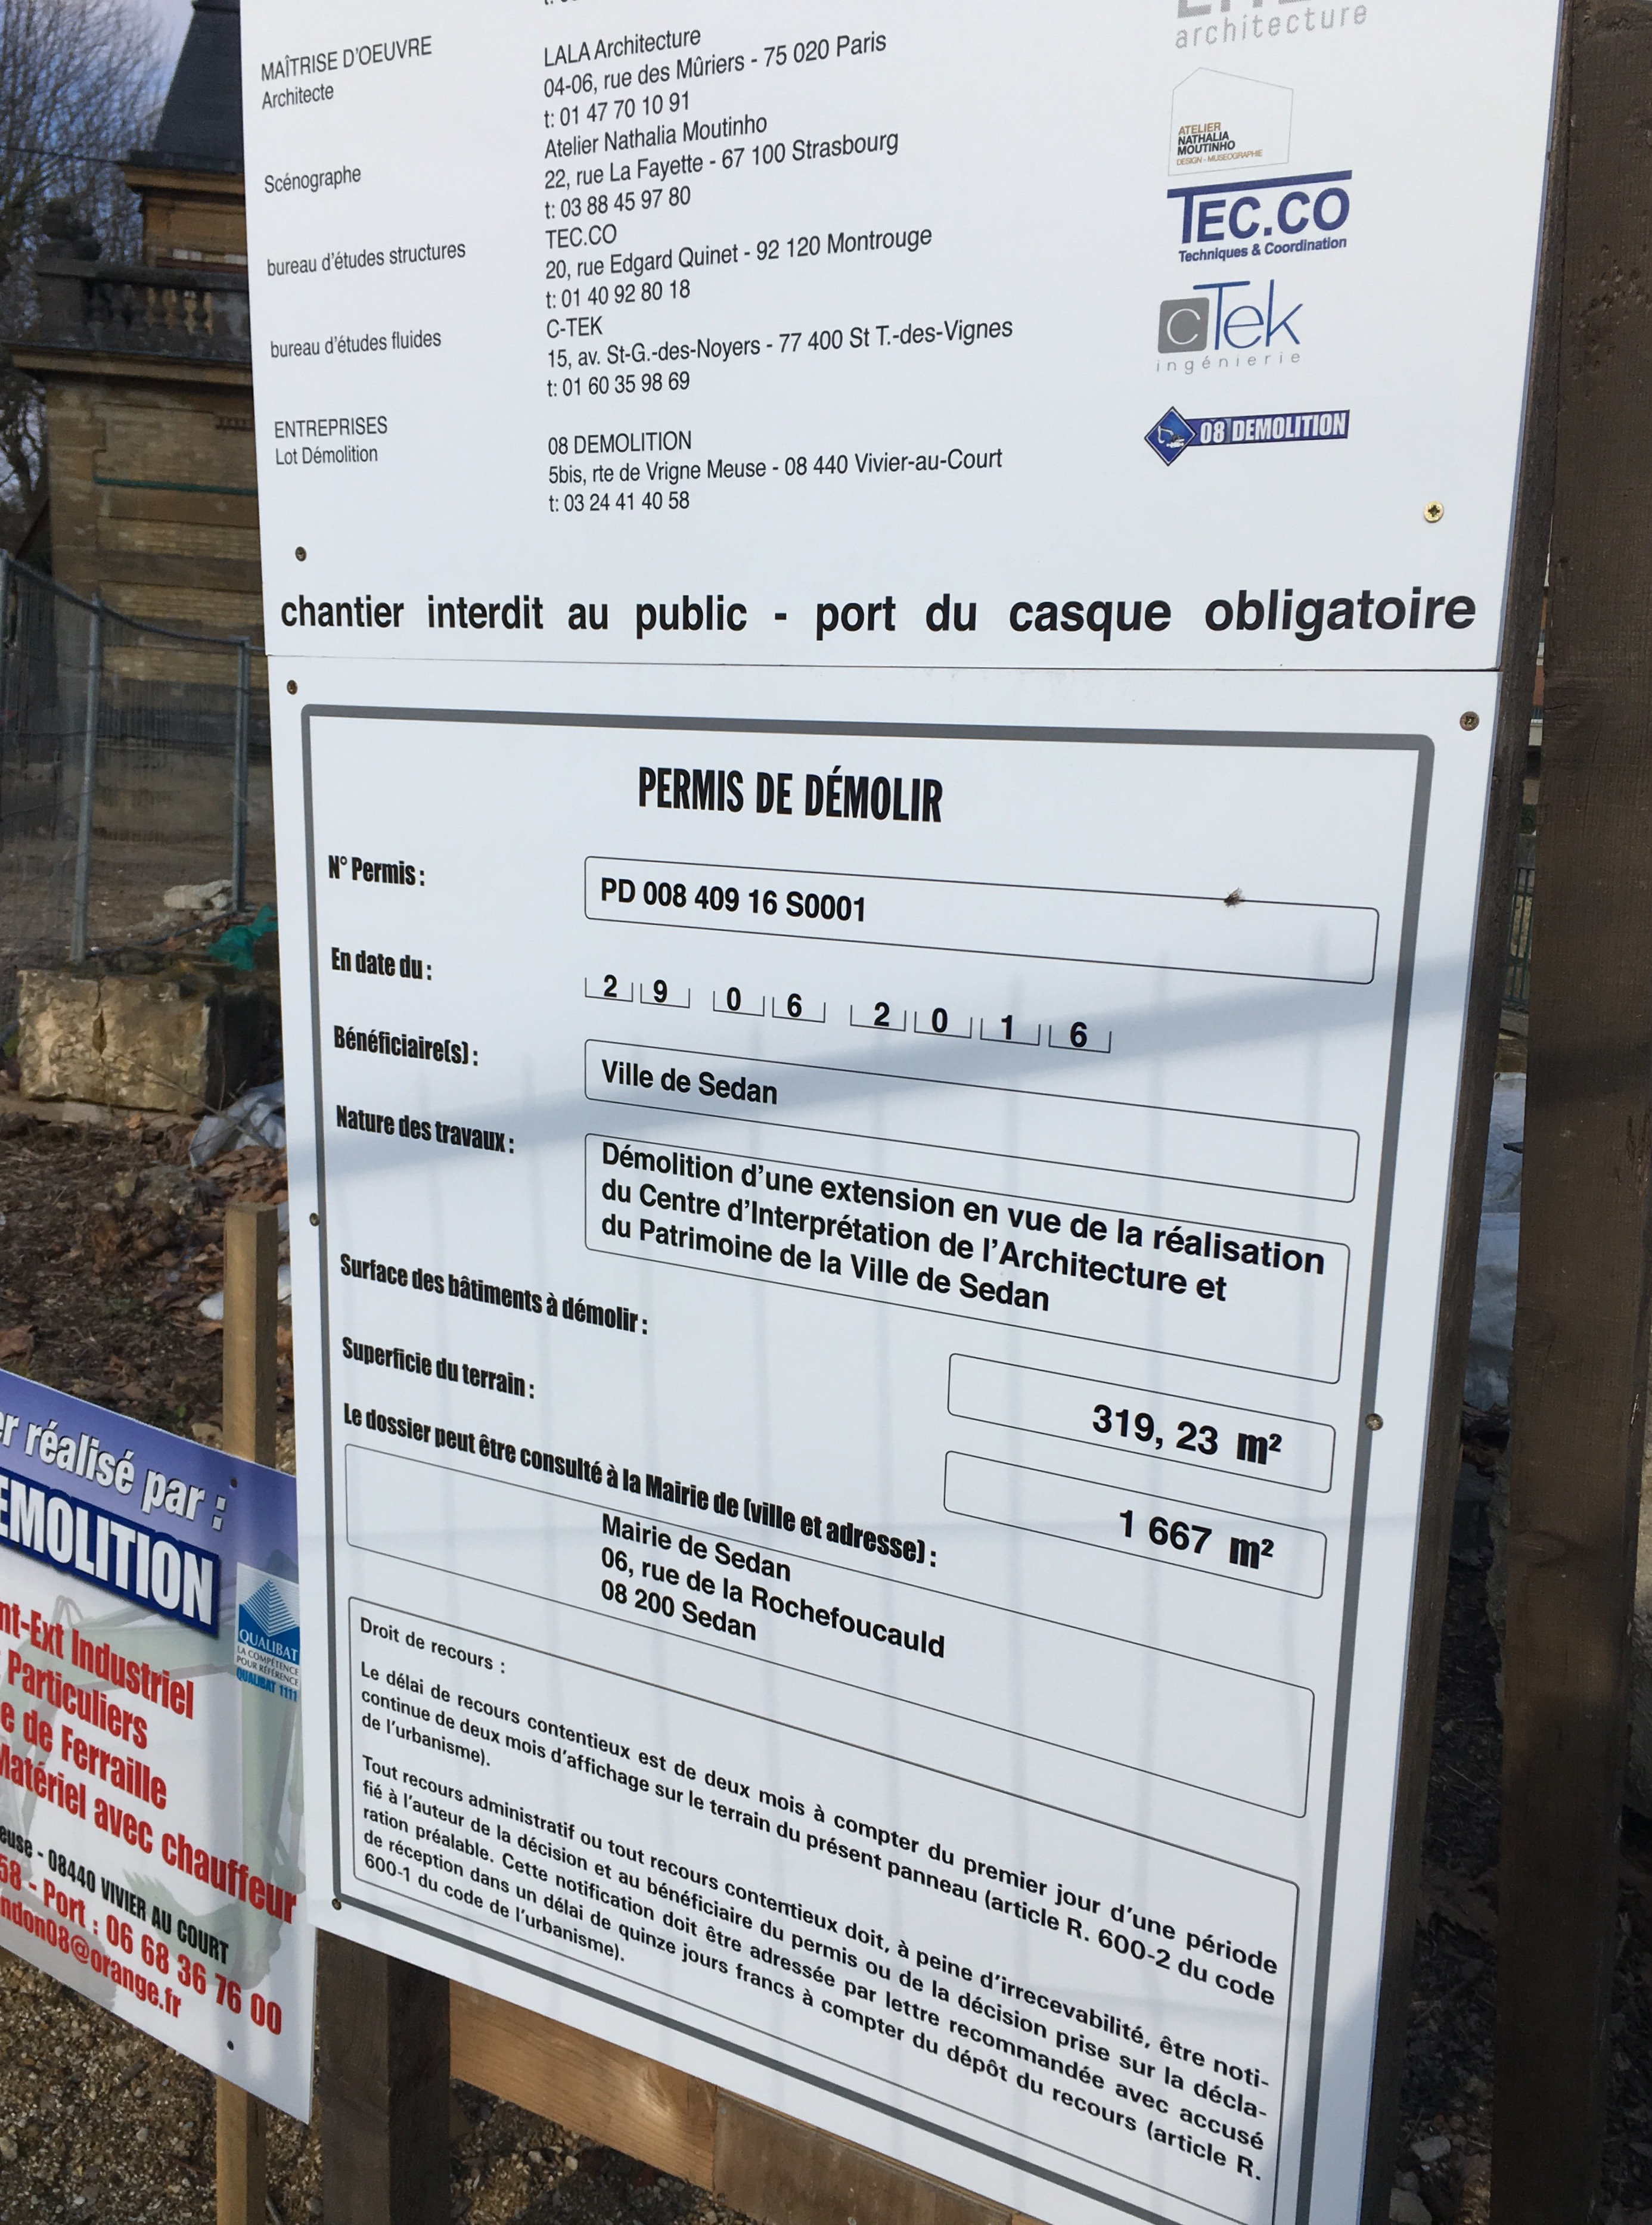 architecture
MAÎTRISE D'OEUVRE
Architecte
LALA Architecture
04-06, rue des Mûriers - 75 020 Paris
t: 01 47 70 10 91
Scénographe
Atelier Nathalia Moutinho
22, rue La Fayette - 67 100 Strasbourg
t: 03 88 45 97 80
ATELIER
NATHALIA
MOUTINHO
DESIGN - MUSEOGRAPHIE
bureau d'études structures
TEC.CO
20, rue Edgard Quinet - 92 120 Montrouge
t: 01 40 92 80 18
TEC.CO
Techniques & Coordination
bureau d'études fluides
C-TEK
15, av. St-G.-des-Noyers - 77 400 St T.-des-Vignes
t: 01 60 35 98 69
cTek
ingénierie
ENTREPRISES
Lot Démolition
08 DEMOLITION
5bis, rte de Vrigne Meuse - 08 440 Vivier-au-Court
t: 03 24 41 40 58
08 DEMOLITION
chantier interdit au public - port du casque obligatoire
PERMIS DE DÉMOLIR
N° Permis :
PD 008 409 16 S0001
En date du :
2 9 0 6 2 0 1 6
Bénéficiaire(s) :
Ville de Sedan
Nature des travaux :
Démolition d'une extension en vue de la réalisation
du Centre d'Interprétation de l'Architecture et
du Patrimoine de la Ville de Sedan
Surface des bâtiments à démolir :
319, 23 m²
Superficie du terrain :
1 667 m²
Le dossier peut être consulté à la Mairie de (ville et adresse) :
Mairie de Sedan
06, rue de la Rochefoucauld
08 200 Sedan
Droit de recours :
Le délai de recours contentieux est de deux mois à compter du premier jour d'une période
continue de deux mois d'affichage sur le terrain du présent panneau (article R. 600-2 du code
de l'urbanisme).
Tout recours administratif ou tout recours contentieux doit, à peine d'irrecevabilité, être noti-
fié à l'auteur de la décision et au bénéficiaire du permis ou de la décision prise sur la décla-
ration préalable. Cette notification doit être adressée par lettre recommandée avec accusé
de réception dans un délai de quinze jours francs à compter du dépôt du recours (article R.
600-1 du code de l'urbanisme).
er réalisé par :
EMOLITION
QUALIBAT
LA COMPÉTENCE
POUR RÉFÉRENCE
QUALIBAT 1111
nt-Ext Industriel
Particuliers
e de Ferraille
Matériel avec chauffeur
euse - 08440 VIVIER AU COURT
58 - Port : 06 68 36 76 00
ndon08@orange.fr